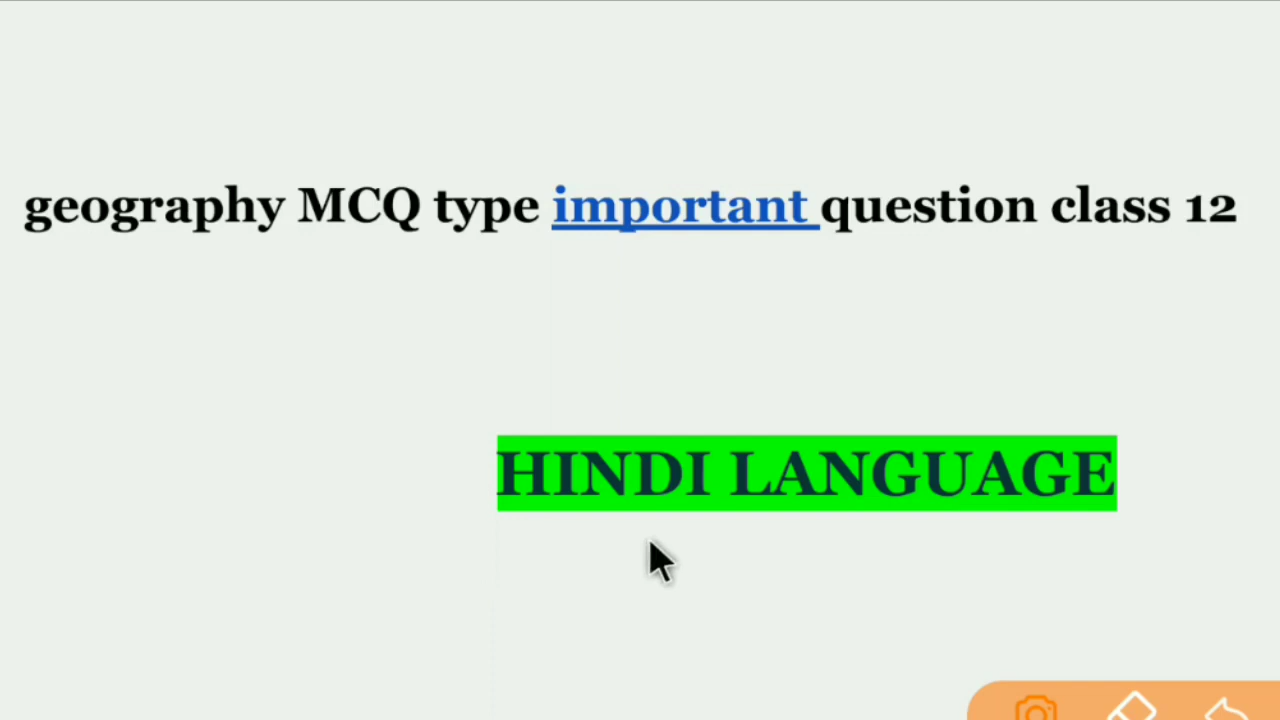 geography MCQ type important question class 12
HINDI LANGUAGE